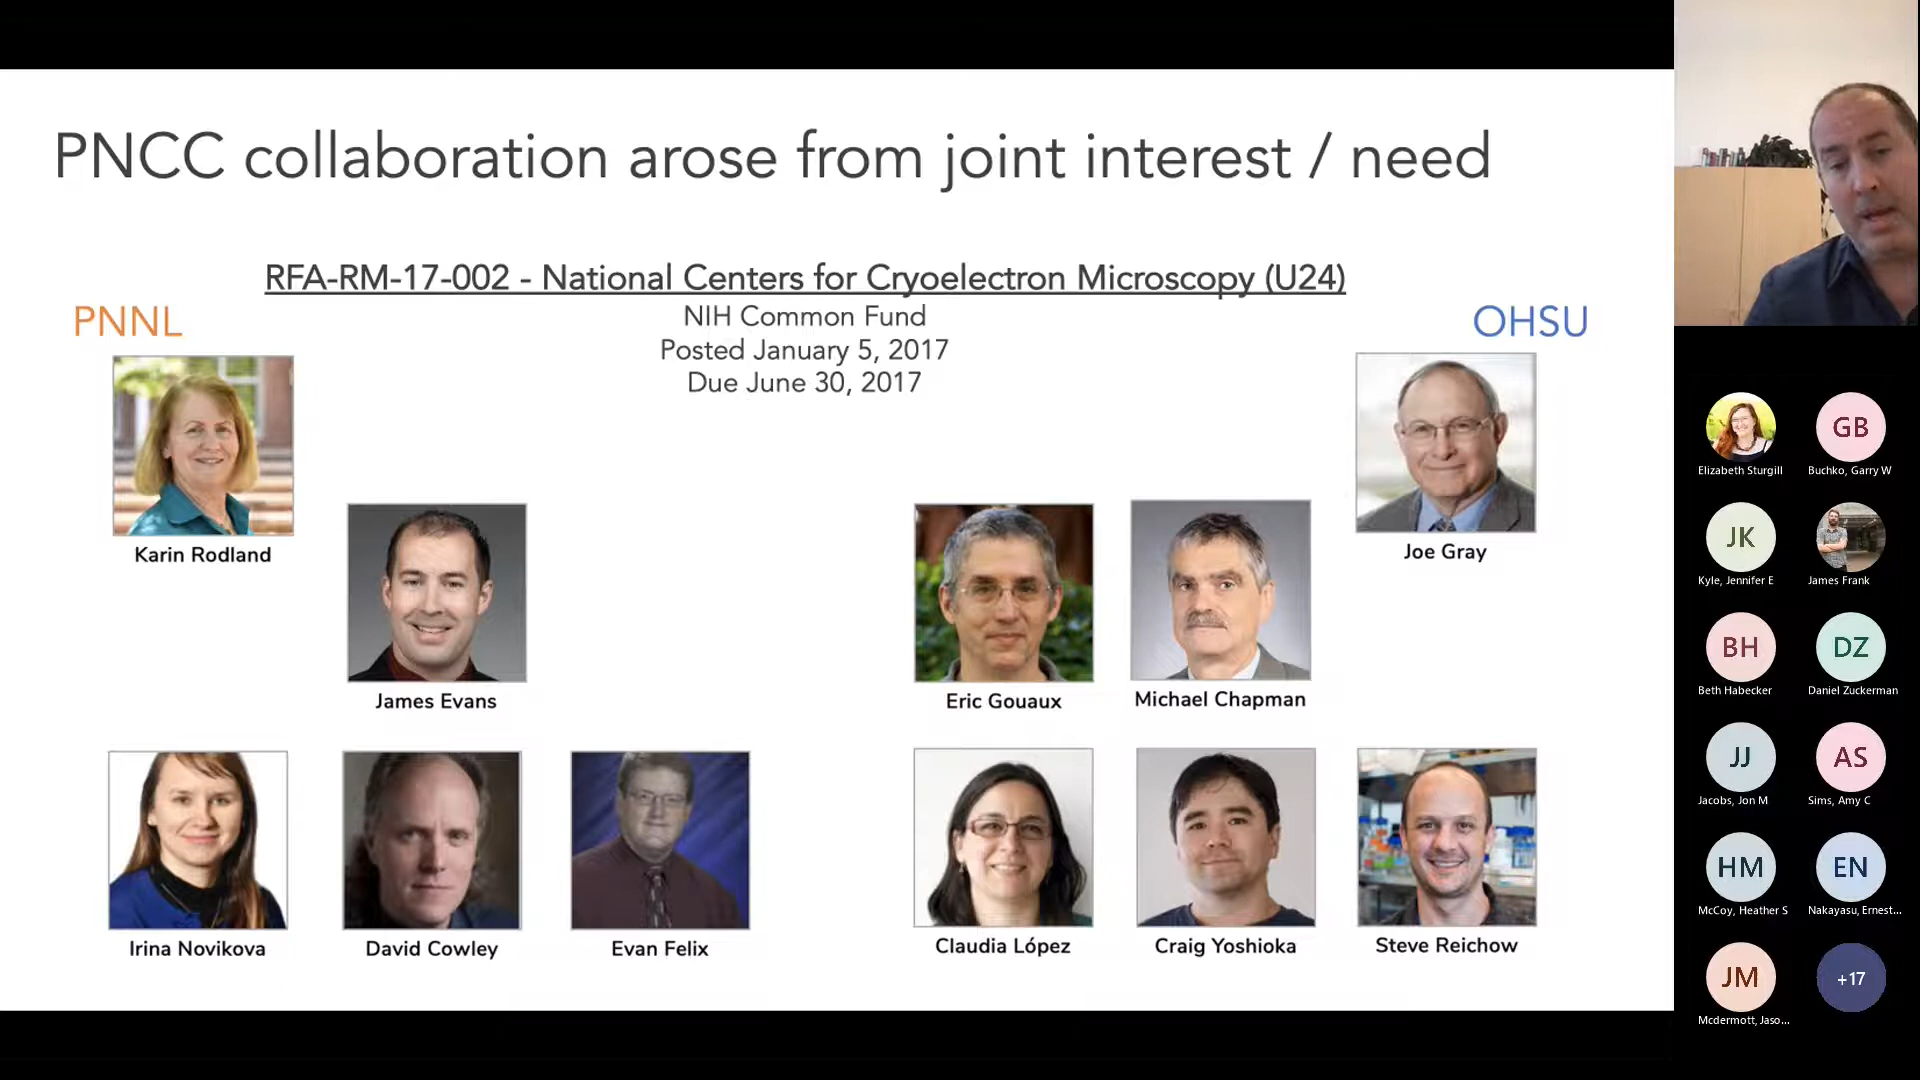 PNCC collaboration arose from joint interest / need
RFA-RM-17-002 - National Centers for Cryoelectron Microscopy (U24)
NIH Common Fund
Posted January 5, 2017
Due June 30, 2017
PNNL
OHSU
Karin Rodland
Joe Gray
James Evans
Eric Gouaux
Michael Chapman
Irina Novikova
David Cowley
Evan Felix
Claudia López
Craig Yoshioka
Steve Reichow
Elizabeth Sturgill
GB
Buchko, Garry W
JK
Kyle, Jennifer E
James Frank
BH
Beth Habecker
DZ
Daniel Zuckerman
JJ
Jacobs, Jon M
AS
Sims, Amy C
HM
McCoy, Heather S
EN
Nakayasu, Ernest...
JM
Mcdermott, Jaso...
+17